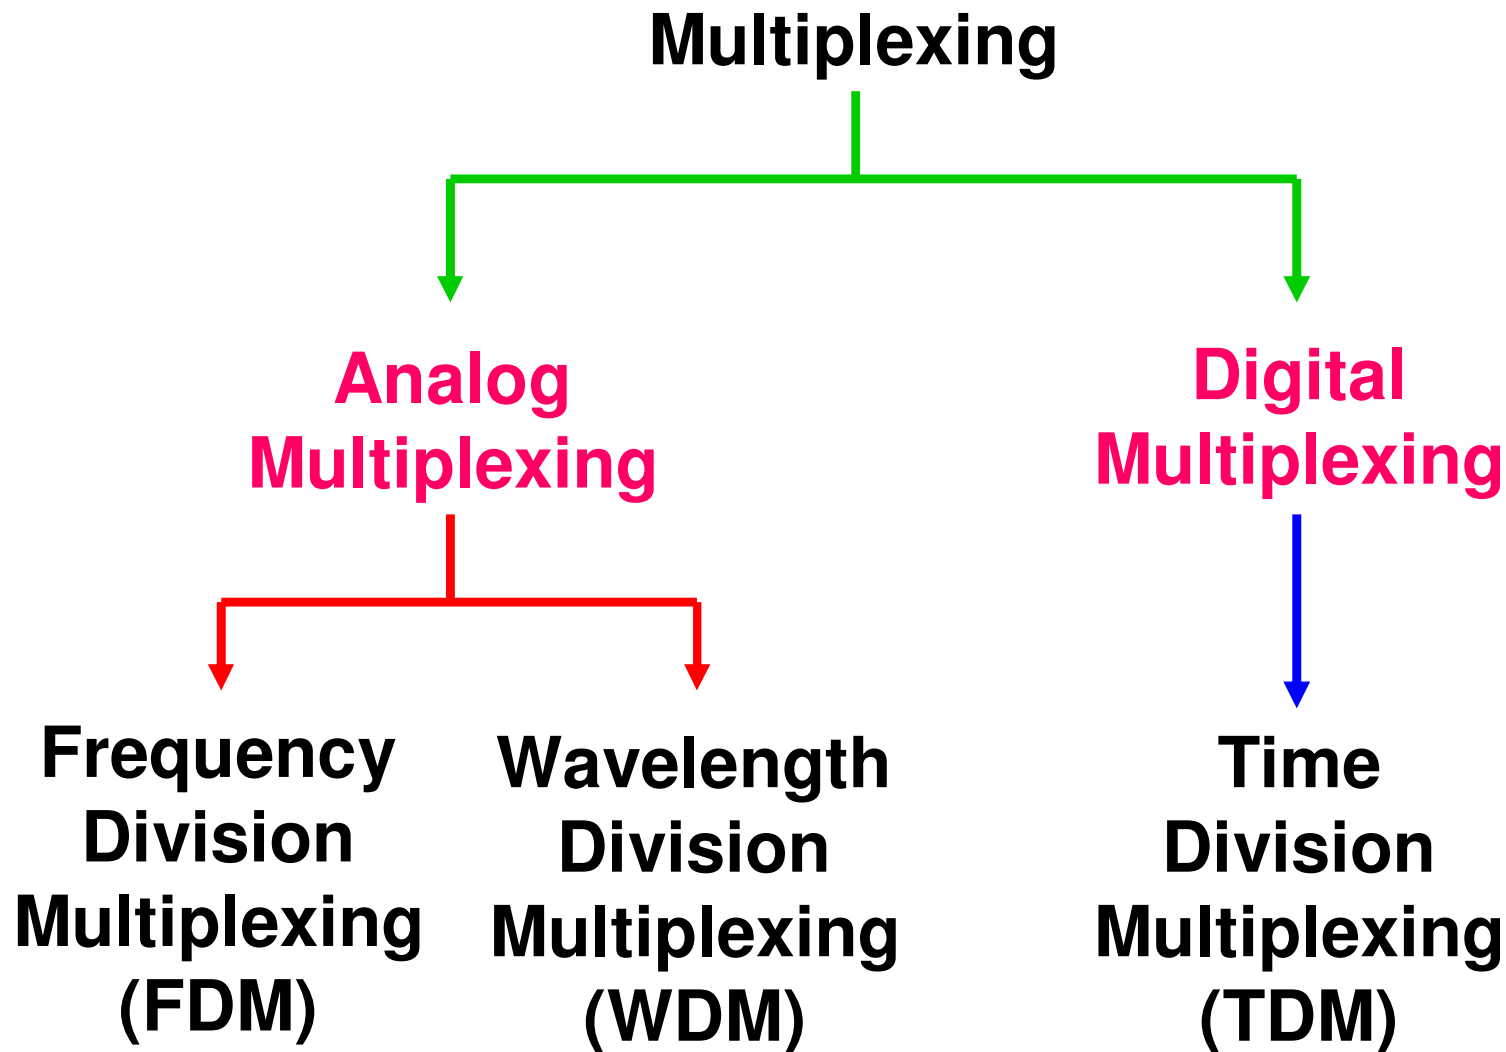 Multiplexing
Analog
Multiplexing
Digital
Multiplexing
Frequency
Division
Multiplexing
(FDM)
Wavelength
Division
Multiplexing
(WDM)
Time
Division
Multiplexing
(TDM)